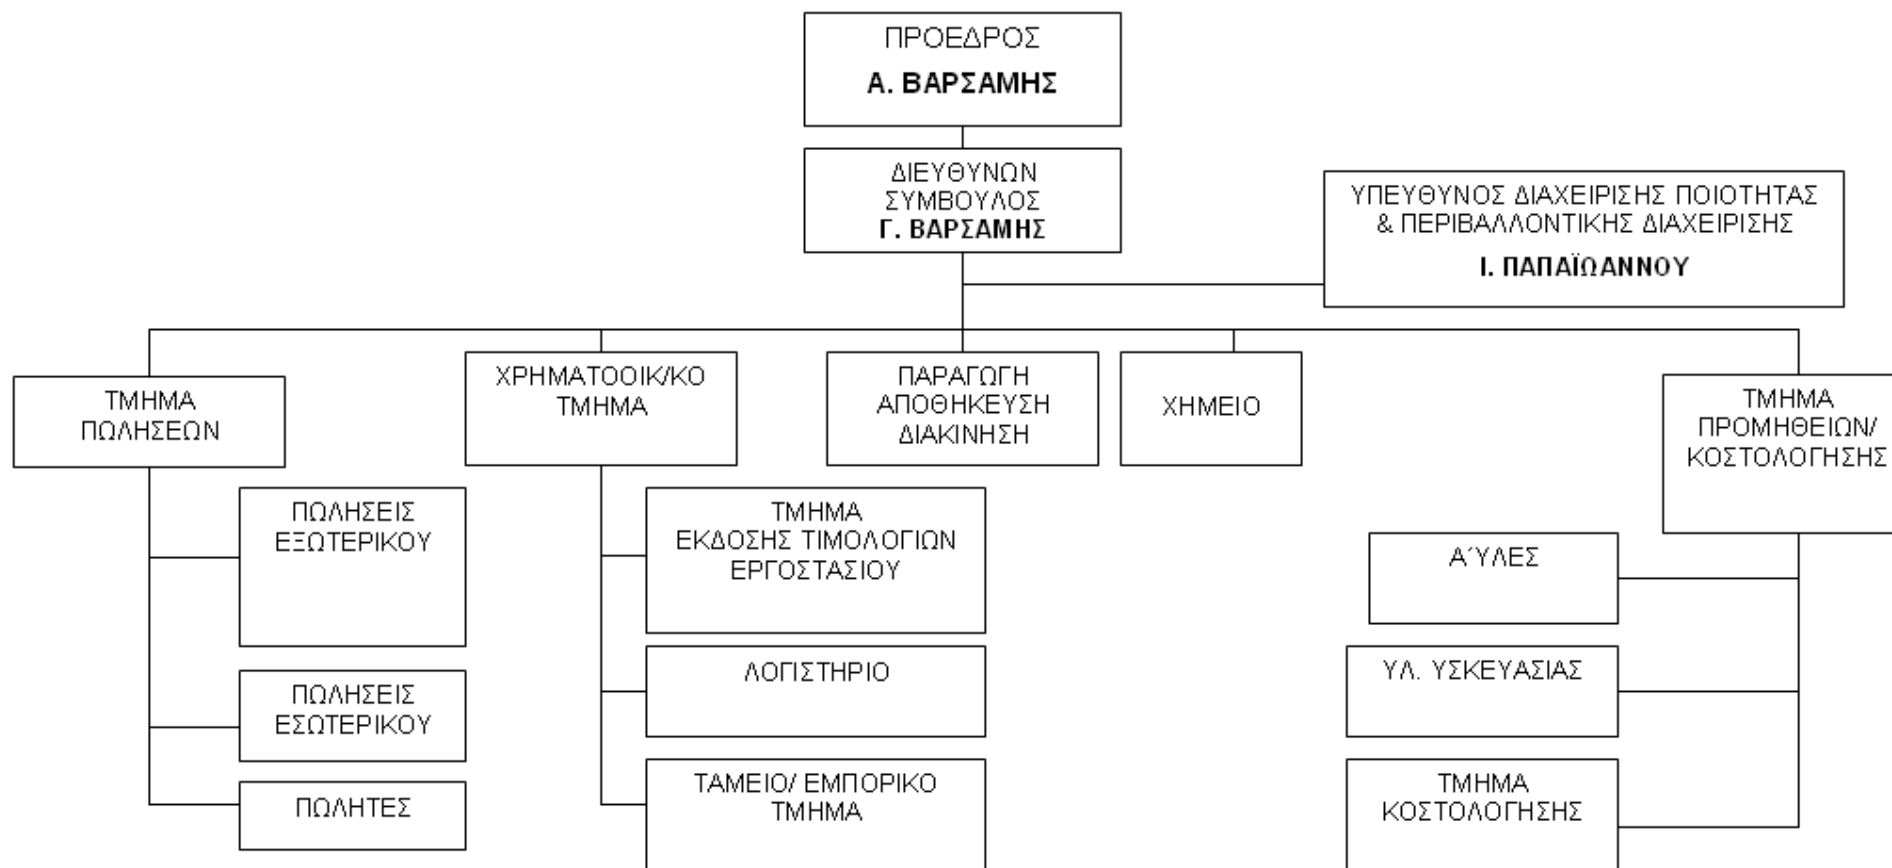 ΠΡΟΕΔΡΟΣ
Α. ΒΑΡΣΑΜΗΣ
ΔΙΕΥΘΥΝΩΝ
ΣΥΜΒΟΥΛΟΣ
Γ. ΒΑΡΣΑΜΗΣ
ΥΠΕΥΘΥΝΟΣ ΔΙΑΧΕΙΡΙΣΗΣ ΠΟΙΟΤΗΤΑΣ
& ΠΕΡΙΒΑΛΛΟΝΤΙΚΗΣ ΔΙΑΧΕΙΡΙΣΗΣ
Ι. ΠΑΠΑΪΩΑΝΝΟΥ
ΤΜΗΜΑ
ΠΩΛΗΣΕΩΝ
ΧΡΗΜΑΤΟΟΙΚ/ΚΟ
ΤΜΗΜΑ
ΠΑΡΑΓΩΓΗ
ΑΠΟΘΗΚΕΥΣΗ
ΔΙΑΚΙΝΗΣΗ
ΧΗΜΕΙΟ
ΤΜΗΜΑ
ΠΡΟΜΗΘΕΙΩΝ/
ΚΟΣΤΟΛΟΓΗΣΗΣ
ΠΩΛΗΣΕΙΣ
ΕΞΩΤΕΡΙΚΟΥ
ΠΩΛΗΣΕΙΣ
ΕΣΩΤΕΡΙΚΟΥ
ΠΩΛΗΤΕΣ
ΤΜΗΜΑ
ΕΚΔΟΣΗΣ ΤΙΜΟΛΟΓΙΩΝ
ΕΡΓΟΣΤΑΣΙΟΥ
ΛΟΓΙΣΤΗΡΙΟ
ΤΑΜΕΙΟ/ ΕΜΠΟΡΙΚΟ
ΤΜΗΜΑ
Α΄ΥΛΕΣ
ΥΛ. ΥΣΚΕΥΑΣΙΑΣ
ΤΜΗΜΑ
ΚΟΣΤΟΛΟΓΗΣΗΣ